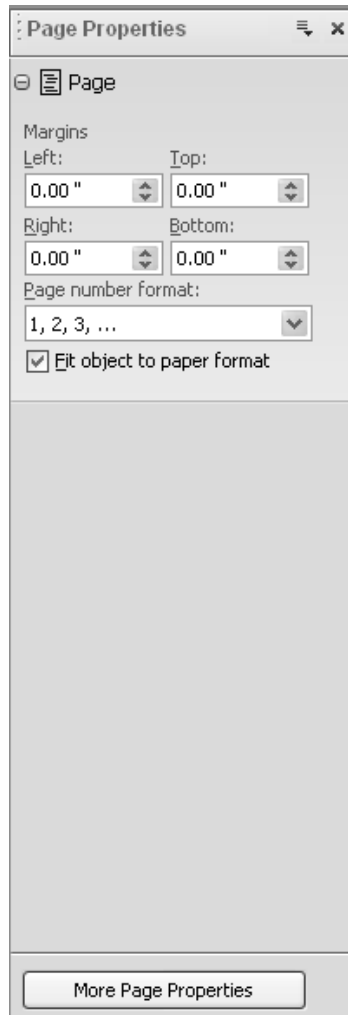 Page Properties
Page
Margins
Left: Top:
0.00 " 0.00 "
Right: Bottom:
0.00 " 0.00 "
Page number format:
1, 2, 3, ...
Fit object to paper format
More Page Properties